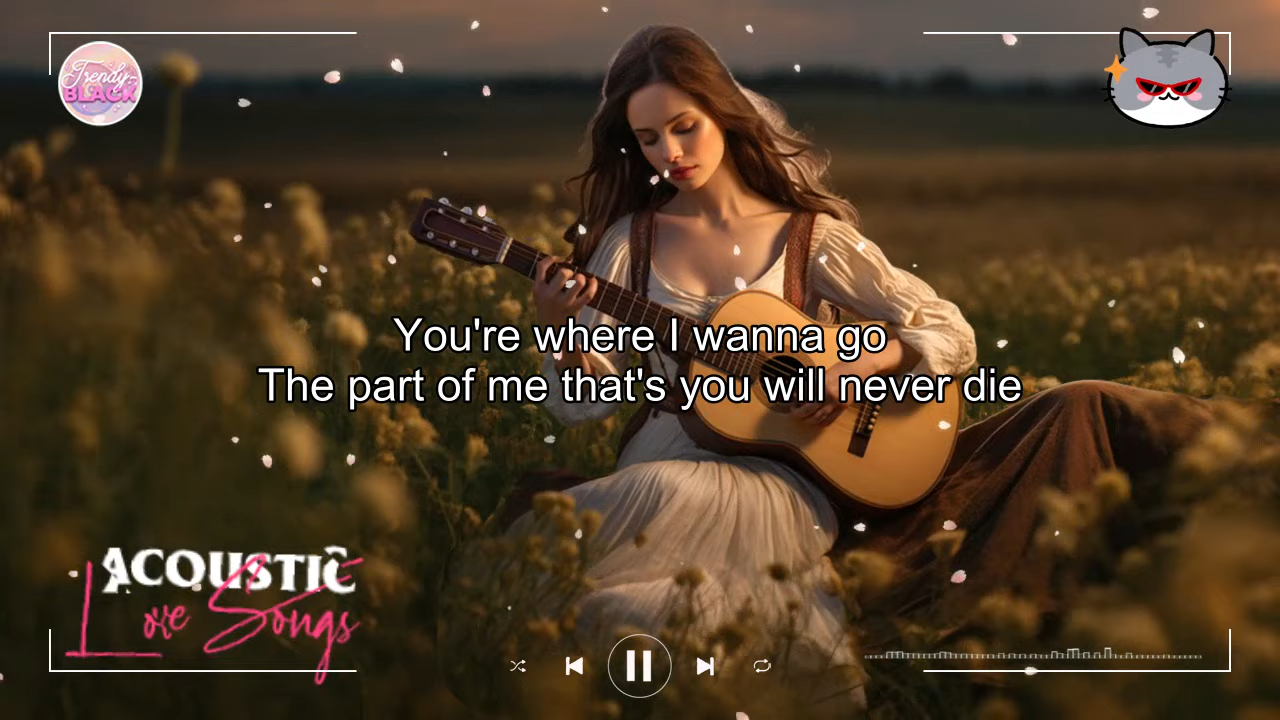 Trendy
BLACK
You're where I wanna go
The part of me that's you will never die
ACOUSTIC
Love Songs